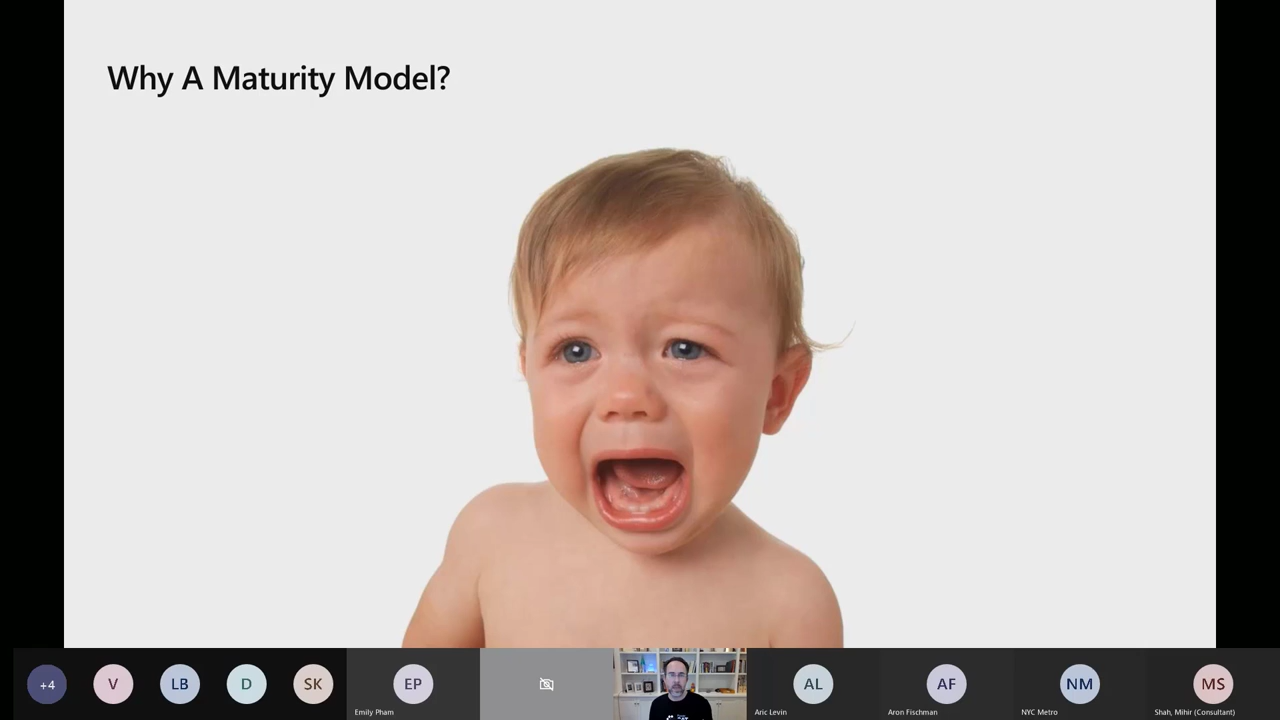 Why A Maturity Model?
+4
V
LB
D
SK
EP
AL
AF
NM
MS
Emily Pham
Aric Levin
Aron Fischman
NYC Metro
Shah, Mihir (Consultant)